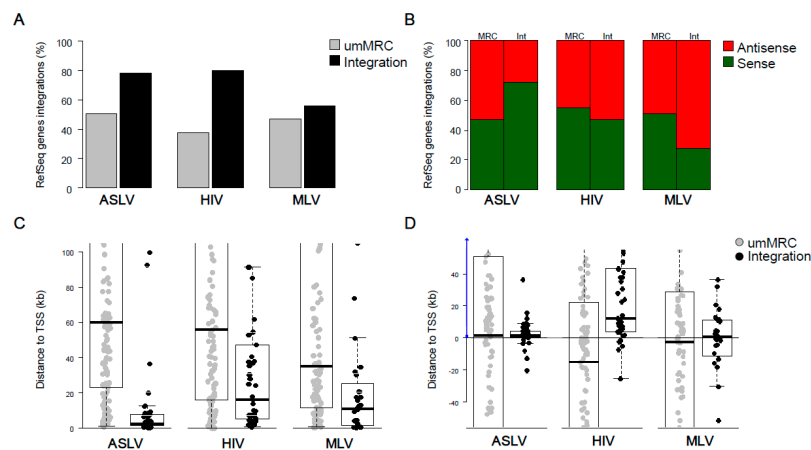 A
RefSeq genes integrations (%)
100
80
60
40
20
0
umMRC
Integration
ASLV
HIV
MLV
B
RefSeq genes integrations (%)
100
80
60
40
20
0
MRC
Int
MRC
Int
MRC
Int
Antisense
Sense
ASLV
HIV
MLV
C
Distance to TSS (kb)
100
80
60
40
20
0
ASLV
HIV
MLV
D
Distance to TSS (kb)
40
20
0
-20
-40
umMRC
Integration
ASLV
HIV
MLV